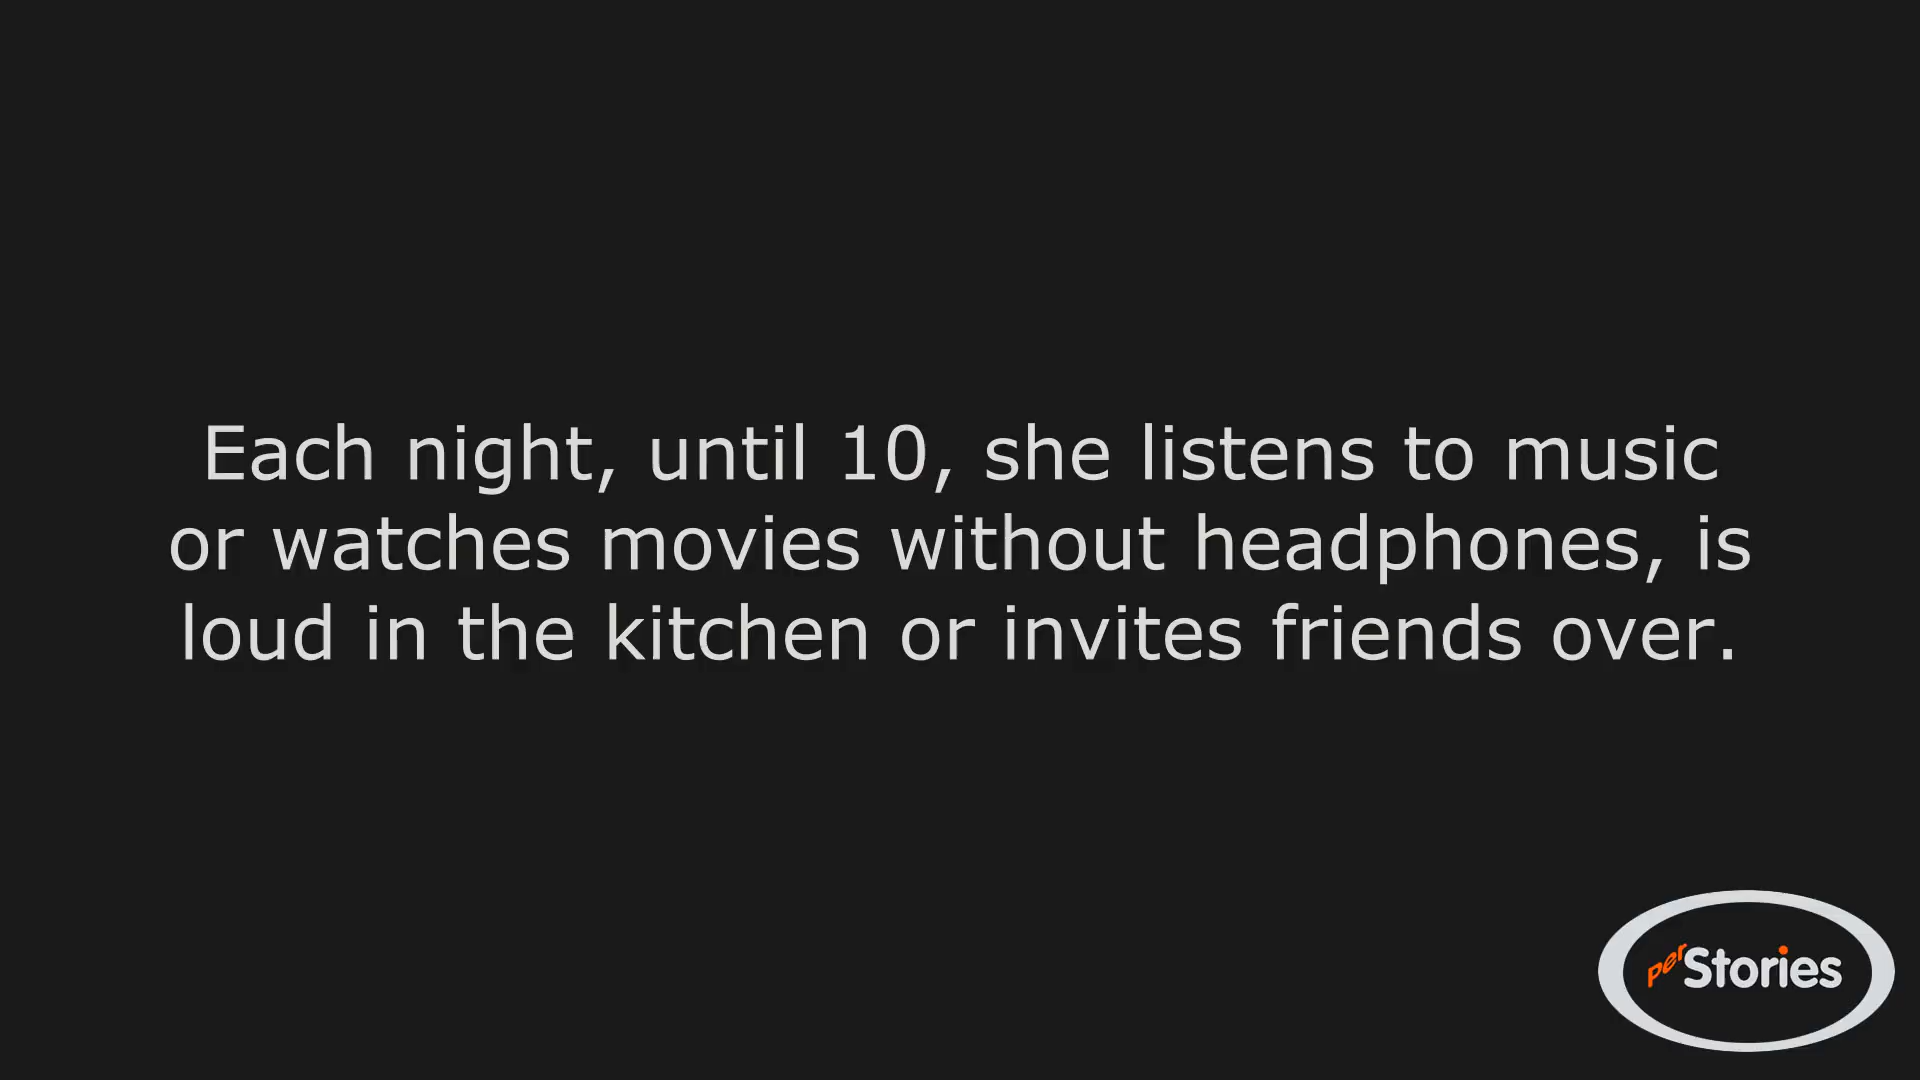 Each night, until 10, she listens to music
or watches movies without headphones, is
loud in the kitchen or invites friends over.
perStories